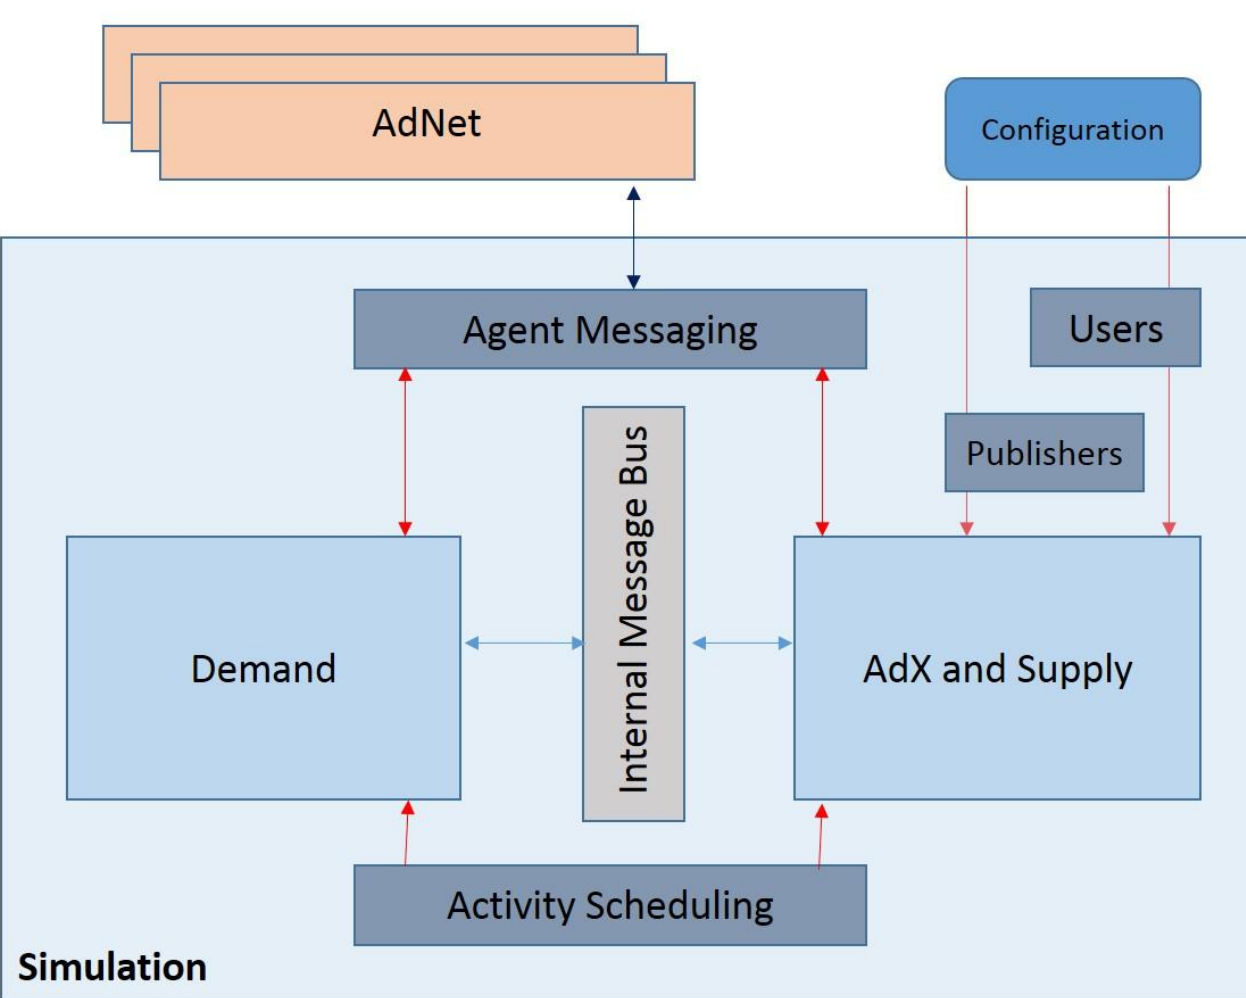 AdNet
Configuration
Agent Messaging
Users
Publishers
Internal Message Bus
Demand
AdX and Supply
Activity Scheduling
Simulation